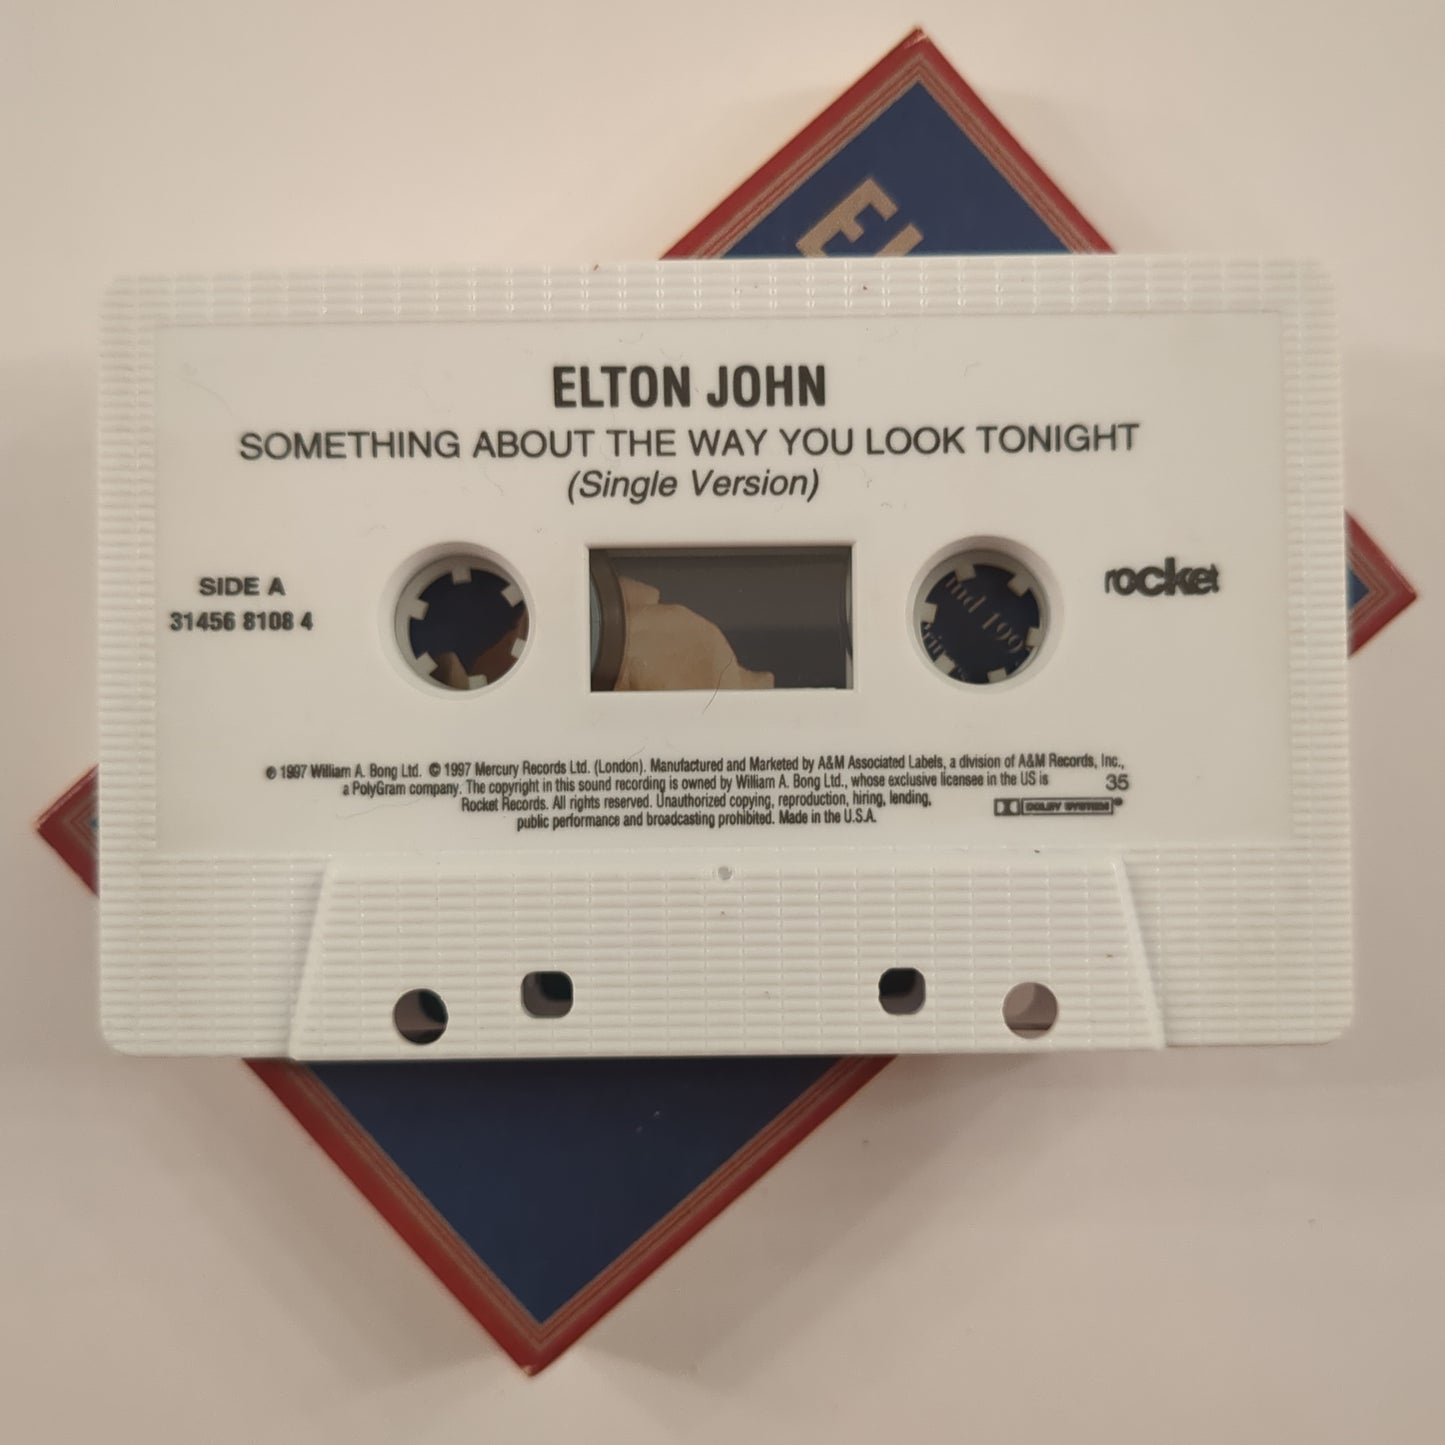 EL
ELTON JOHN
SOMETHING ABOUT THE WAY YOU LOOK TONIGHT
(Single Version)
SIDE A
31456 8108 4
rocket
℗ 1997 William A. Bong Ltd. © 1997 Mercury Records Ltd. (London). Manufactured and Marketed by A&M Associated Labels, a division of A&M Records, Inc.,
a PolyGram company. The copyright in this sound recording is owned by William A. Bong Ltd., whose exclusive licensee in the US is
Rocket Records. All rights reserved. Unauthorized copying, reproduction, hiring, lending,
public performance and broadcasting prohibited. Made in the U.S.A.
35
DOLBY SYSTEM®